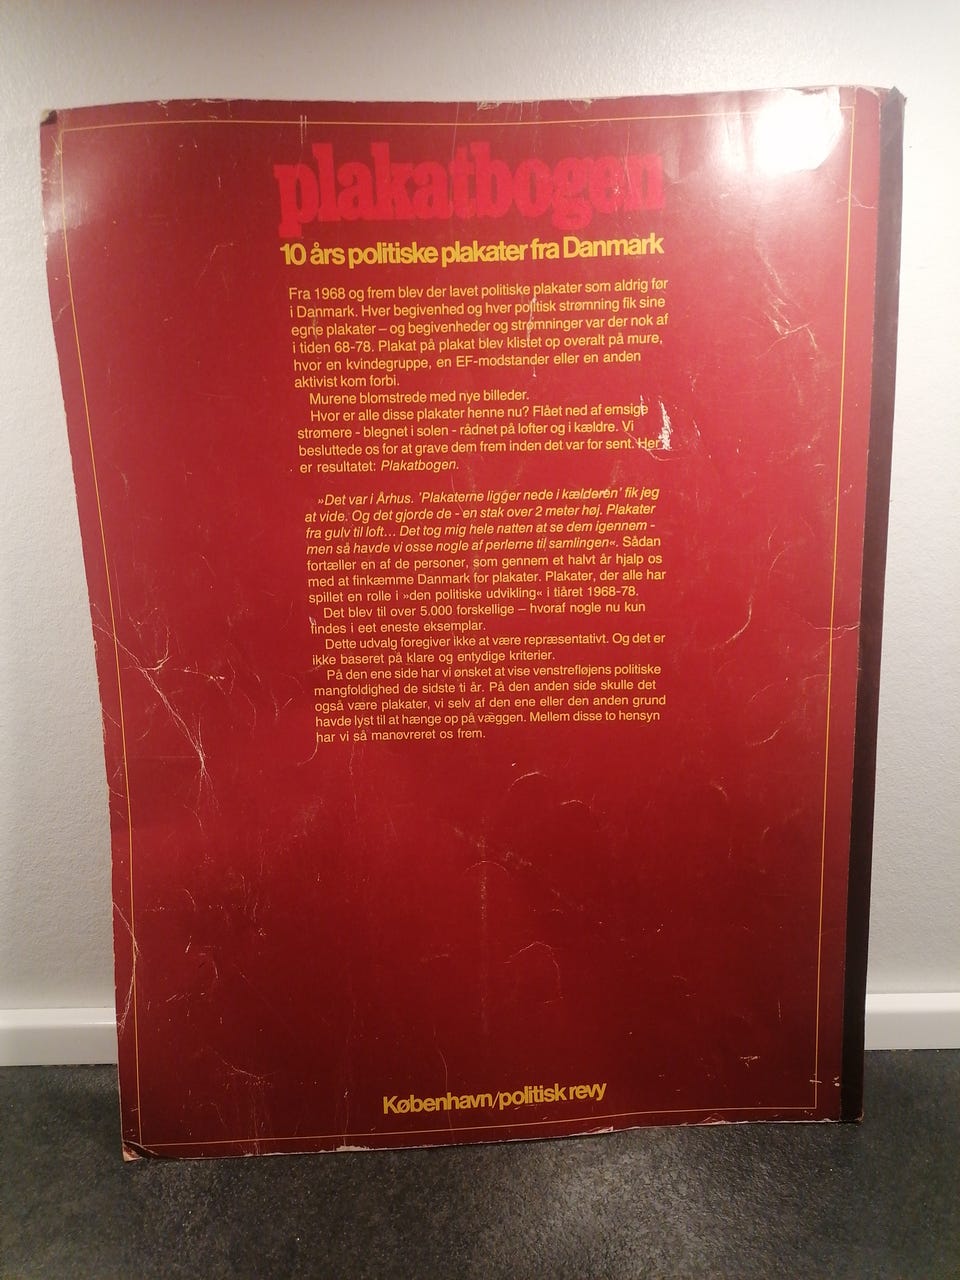 plakatbogen
10 års politiske plakater fra Danmark
Fra 1968 og frem blev der lavet politiske plakater som aldrig før
i Danmark. Hver begivenhed og hver politisk strømning fik sine
egne plakater – og begivenheder og strømninger var der nok af
i tiden 68-78. Plakat på plakat blev klistet op overalt på mure,
hvor en kvindegruppe, en EF-modstander eller en anden
aktivist kom forbi.
Murene blomstrede med nye billeder.
Hvor er alle disse plakater henne nu? Flået ned af emsige
strømere - blegnet i solen - rådnet på lofter og i kældre. Vi
besluttede os for at grave dem frem inden det var for sent. Her
er resultatet: Plakatbogen.
»Det var i Århus. 'Plakaterne ligger nede i kælderen' fik jeg
at vide. Og det gjorde de - en stak over 2 meter høj. Plakater
fra gulv til loft... Det tog mig hele natten at se dem igennem -
men så havde vi osse nogle af perlerne til samlingen«. Sådan
fortæller en af de personer, som gennem et halvt år hjalp os
med at finkæmme Danmark for plakater. Plakater, der alle har
spillet en rolle i »den politiske udvikling« i tiåret 1968-78.
Det blev til over 5.000 forskellige – hvoraf nogle nu kun
findes i eet eneste eksemplar.
Dette udvalg foregiver ikke at være repræsentativt. Og det er
ikke baseret på klare og entydige kriterier.
På den ene side har vi ønsket at vise venstrefløjens politiske
mangfoldighed de sidste ti år. På den anden side skulle det
også være plakater, vi selv af den ene eller den anden grund
havde lyst til at hænge op på væggen. Mellem disse to hensyn
har vi så manøvreret os frem.
København/politisk revy